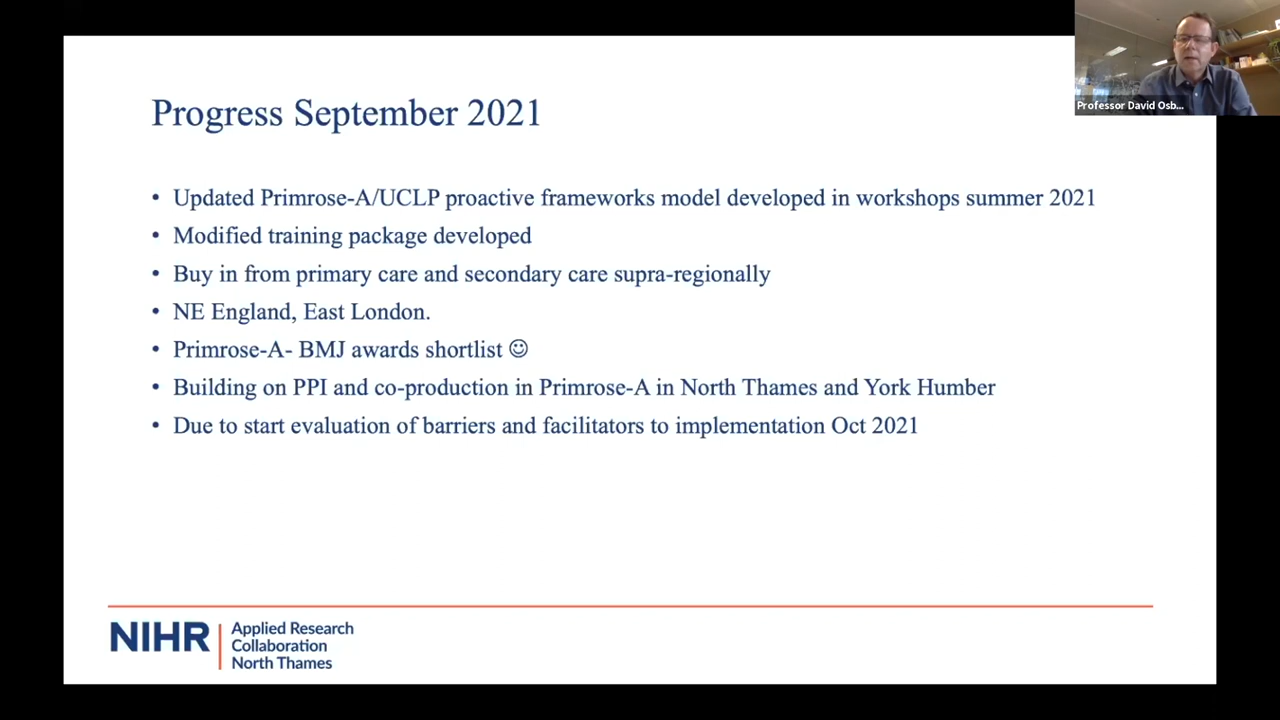 Professor David Osb...
Progress September 2021
• Updated Primrose-A/UCLP proactive frameworks model developed in workshops summer 2021
• Modified training package developed
• Buy in from primary care and secondary care supra-regionally
• NE England, East London.
• Primrose-A- BMJ awards shortlist ☺
• Building on PPI and co-production in Primrose-A in North Thames and York Humber
• Due to start evaluation of barriers and facilitators to implementation Oct 2021
NIHR
Applied Research
Collaboration
North Thames